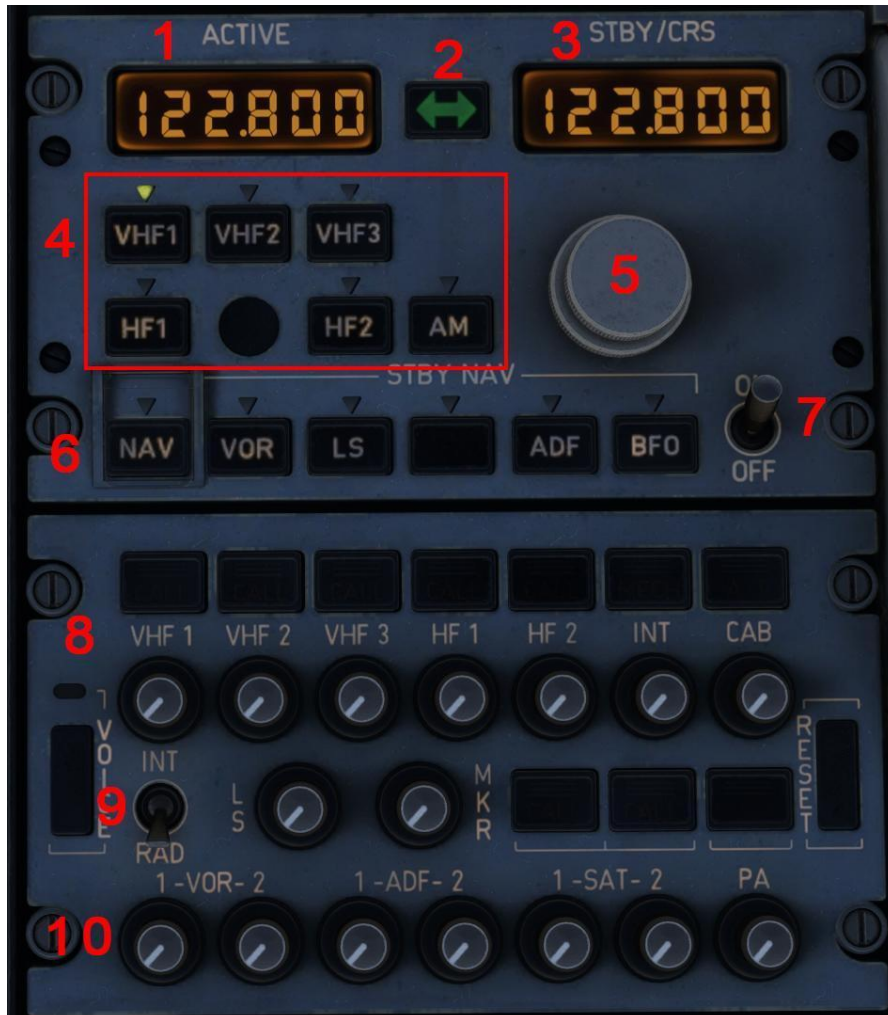 1 ACTIVE 2 3 STBY/CRS
122.800 122.800
4 VHF1 VHF2 VHF3
5
HF1 HF2 AM
STBY NAV
ON 7
6 NAV VOR LS ADF BFO
OFF
8 VHF 1 VHF 2 VHF 3 HF 1 HF 2 INT CAB
VOICE
INT
9 LS MKR RESET
RAD
1-VOR-2 1-ADF-2 1-SAT-2 PA
10